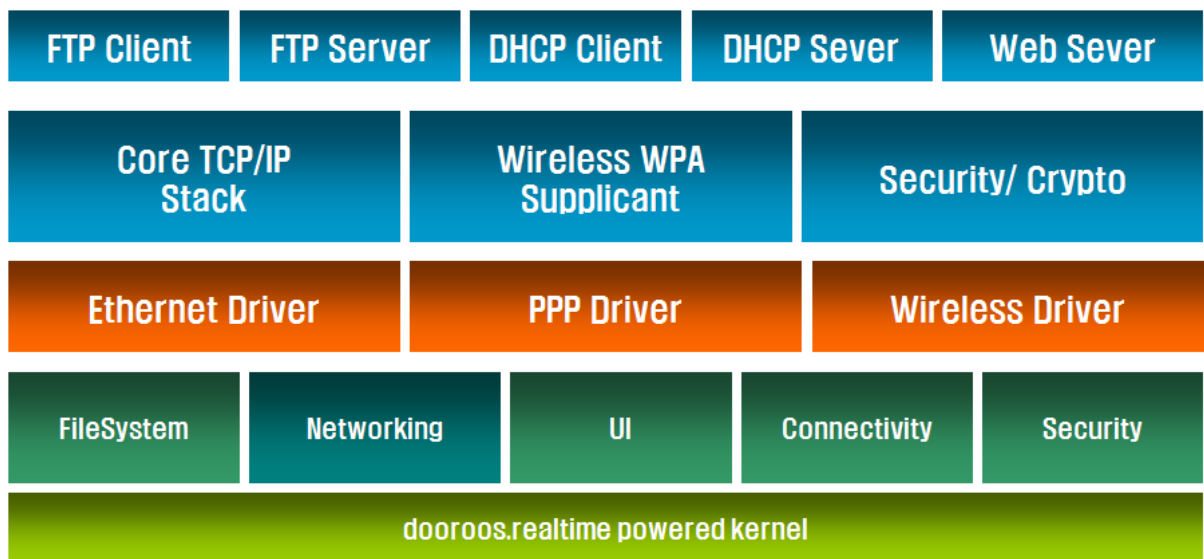 FTP Client
FTP Server
DHCP Client
DHCP Sever
Web Sever
Core TCP/IP
Stack
Wireless WPA
Supplicant
Security/ Crypto
Ethernet Driver
PPP Driver
Wireless Driver
FileSystem
Networking
UI
Connectivity
Security
dooroos.realtime powered kernel